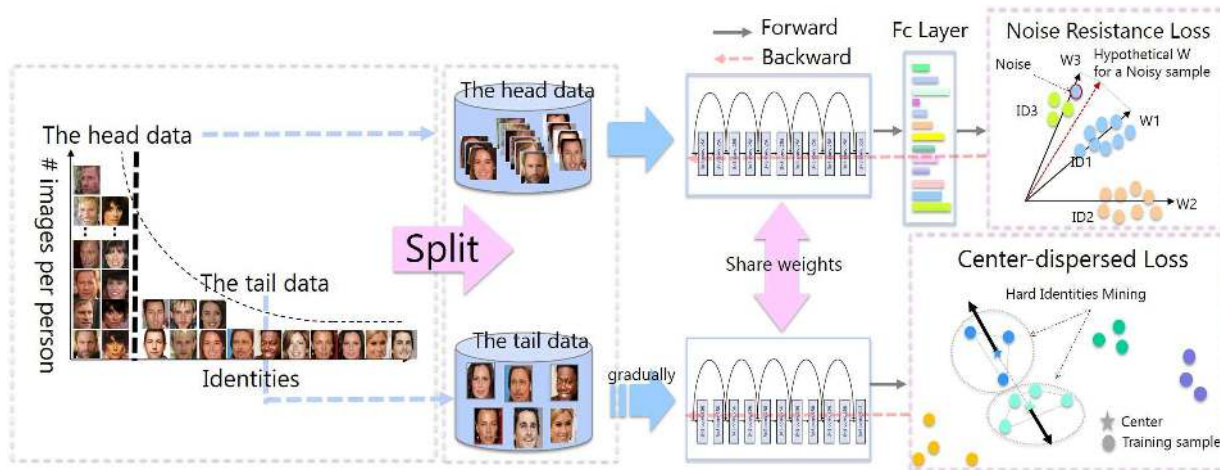 The head data
# images per person
The tail data
Identities
Split
The head data
The tail data
gradually
Forward
Backward
Share weights
Fc Layer
Noise Resistance Loss
Noise
W3
Hypothetical W
for a Noisy sample
ID3
W1
ID1
W2
ID2
Center-dispersed Loss
Hard Identities Mining
Center
Training sample